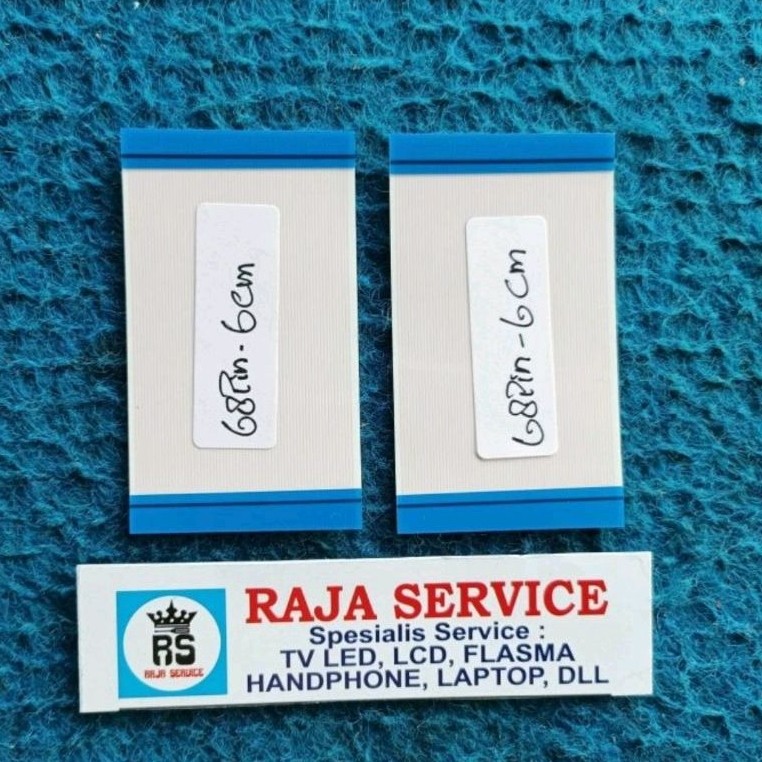 68Pin. 6cm
68Pin-6cm
RS
RAJA SERVICE
RAJA SERVICE
Spesialis Service :
TV LED, LCD, FLASMA
HANDPHONE, LAPTOP, DLL